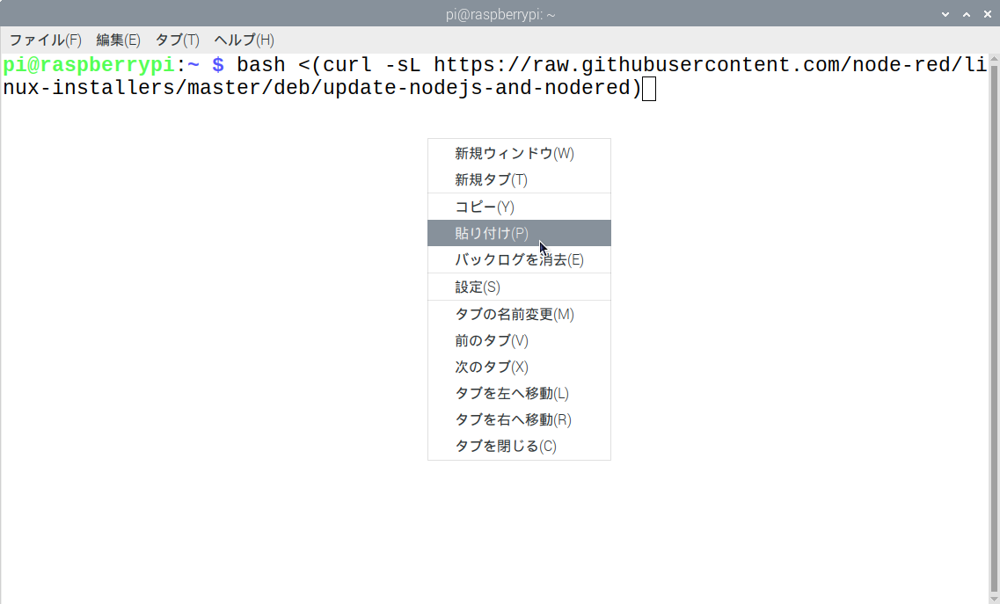 pi@raspberrypi: ~
ファイル(F) 編集(E) タブ(T) ヘルプ(H)
pi@raspberrypi:~ $ bash <(curl -sL https://raw.githubusercontent.com/node-red/li
nux-installers/master/deb/update-nodejs-and-nodered)
新規ウィンドウ(W)
新規タブ(T)
コピー(Y)
貼り付け(P)
バックログを消去(E)
設定(S)
タブの名前変更(M)
前のタブ(V)
次のタブ(X)
タブを左へ移動(L)
タブを右へ移動(R)
タブを閉じる(C)